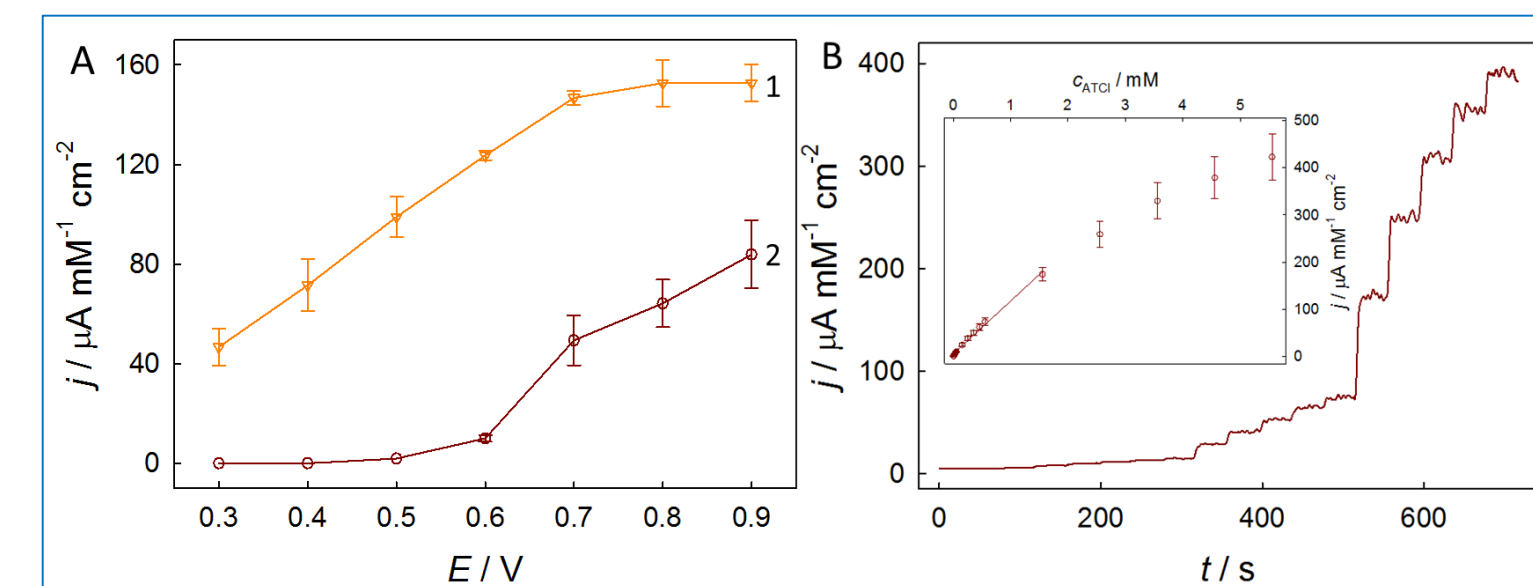 A
160
120
80
40
0
j / μA mM⁻¹ cm⁻²
1
2
0.3 0.4 0.5 0.6 0.7 0.8 0.9
E / V
B
400
300
200
100
0
j / μA mM⁻¹ cm⁻²
c_ATCl / mM
0 1 2 3 4 5
500
400
300
200
100
0
j / μA mM⁻¹ cm⁻²
0 200 400 600
t / s